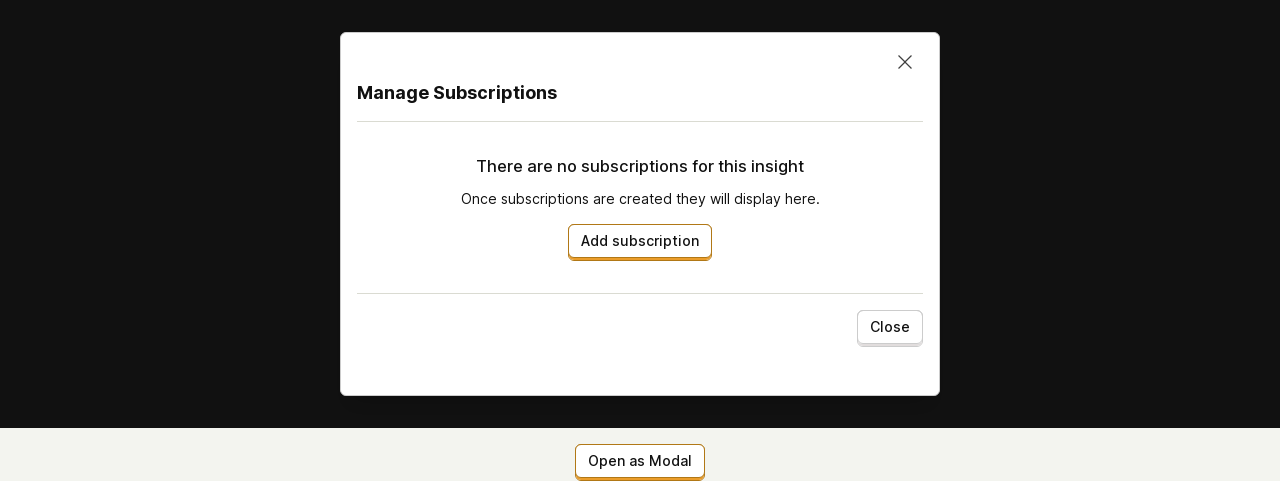 Manage Subscriptions
There are no subscriptions for this insight
Once subscriptions are created they will display here.
Add subscription
Close
Open as Modal